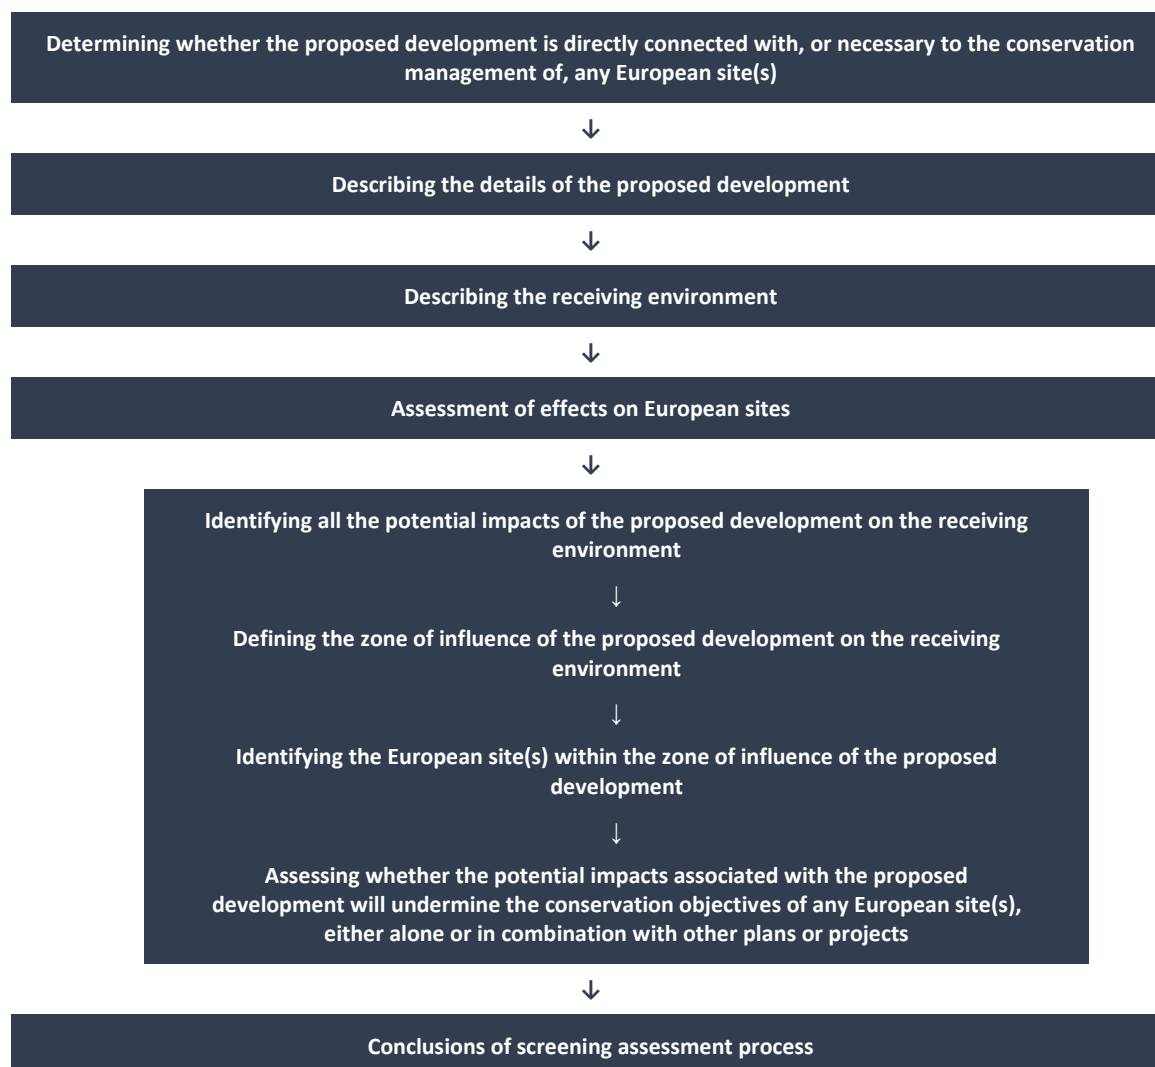 Determining whether the proposed development is directly connected with, or necessary to the conservation
management of, any European site(s)
↓
Describing the details of the proposed development
↓
Describing the receiving environment
↓
Assessment of effects on European sites
↓
Identifying all the potential impacts of the proposed development on the receiving
environment
↓
Defining the zone of influence of the proposed development on the receiving
environment
↓
Identifying the European site(s) within the zone of influence of the proposed
development
↓
Assessing whether the potential impacts associated with the proposed
development will undermine the conservation objectives of any European site(s),
either alone or in combination with other plans or projects
↓
Conclusions of screening assessment process